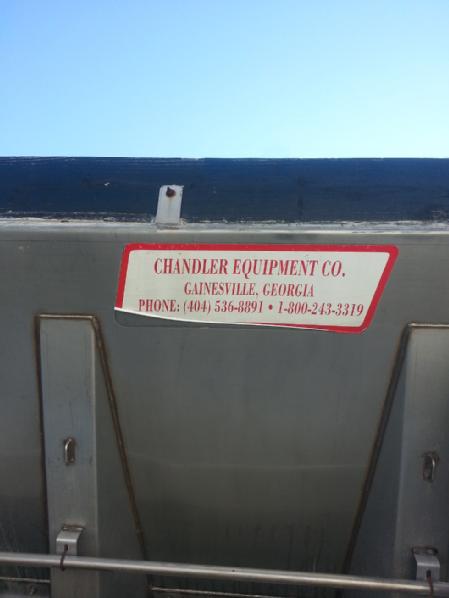 CHANDLER EQUIPMENT CO.
GAINESVILLE, GEORGIA
PHONE: (404) 536-8891 • 1-800-243-3319